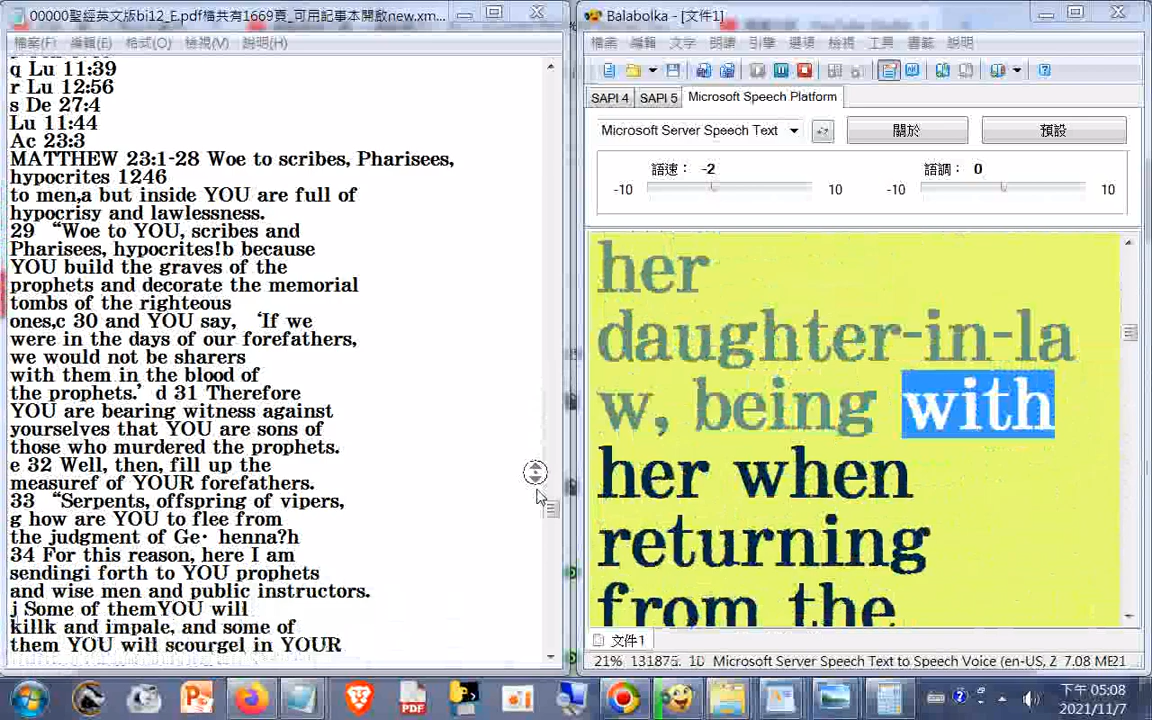 00000聖經英文版bi12_E.pdf檔共有1669頁_可用記事本開啟new.xm...
檔案(F) 編輯(E) 格式(O) 檢視(V) 說明(H)
q Lu 11:39
r Lu 12:56
s De 27:4
Lu 11:44
Ac 23:3
MATTHEW 23:1-28 Woe to scribes, Pharisees,
hypocrites 1246
to men,a but inside YOU are full of
hypocrisy and lawlessness.
29 “Woe to YOU, scribes and
Pharisees, hypocrites!b because
YOU build the graves of the
prophets and decorate the memorial
tombs of the righteous
ones,c 30 and YOU say, ‘If we
were in the days of our forefathers,
we would not be sharers
with them in the blood of
the prophets.’ d 31 Therefore
YOU are bearing witness against
yourselves that YOU are sons of
those who murdered the prophets.
e 32 Well, then, fill up the
measuref of YOUR forefathers.
33 “Serpents, offspring of vipers,
g how are YOU to flee from
the judgment of Ge· henna?h
34 For this reason, here I am
sendingi forth to YOU prophets
and wise men and public instructors.
j Some of themYOU will
killk and impale, and some of
them YOU will scourgel in YOUR
Balabolka - [文件1]
檔案 編輯 文字 朗讀 引擎 選項 檢視 工具 書籤 說明
SAPI 4 SAPI 5 Microsoft Speech Platform
Microsoft Server Speech Text 關於 預設
語速： -2 語調： 0
-10 10 -10 10
her
daughter-in-la
w, being with
her when
returning
from the
文件1
21% 131875: 1D Microsoft Server Speech Text to Speech Voice (en-US, Z 7.08 ME21
下午 05:08
2021/11/7